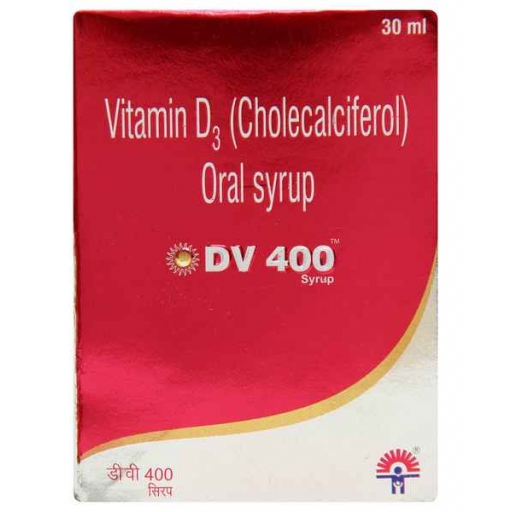 30 ml
Vitamin D₃ (Cholecalciferol)
Oral syrup
DV 400™
Syrup
डी वी 400
सिरप
®